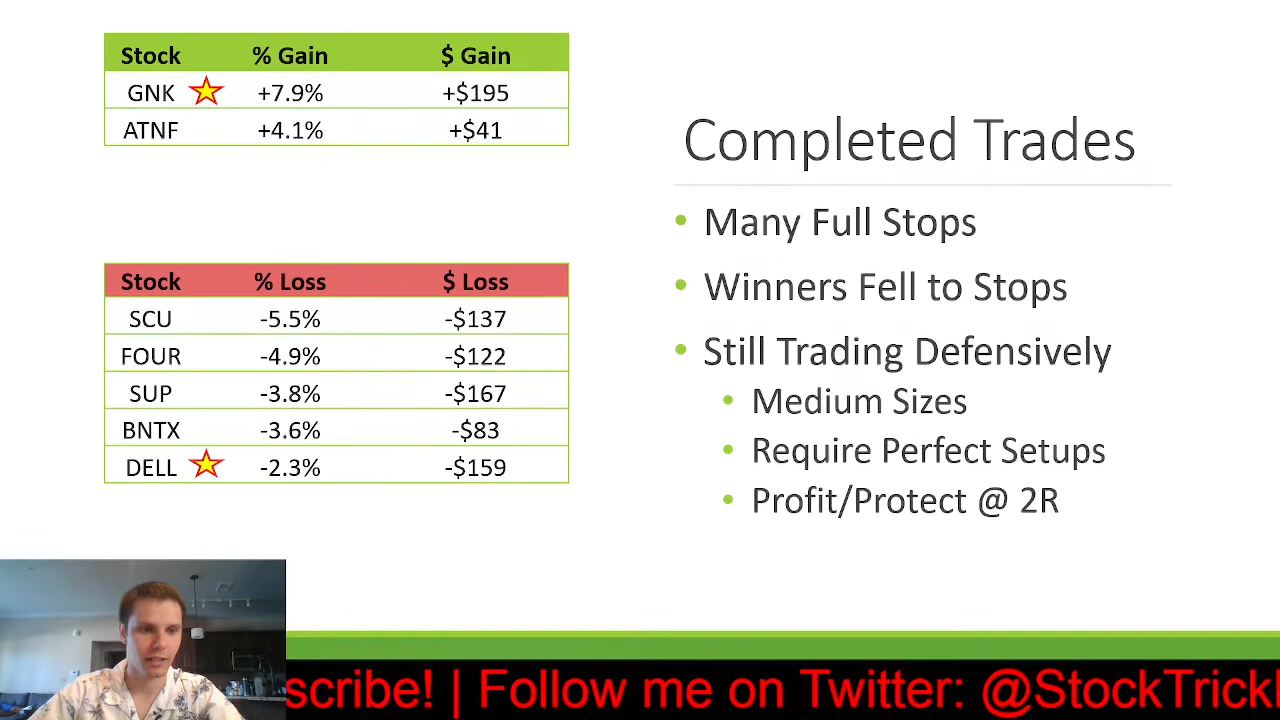 Stock % Gain $ Gain
GNK +7.9% +$195
ATNF +4.1% +$41
Stock % Loss $ Loss
SCU -5.5% -$137
FOUR -4.9% -$122
SUP -3.8% -$167
BNTX -3.6% -$83
DELL -2.3% -$159
Completed Trades
• Many Full Stops
• Winners Fell to Stops
• Still Trading Defensively
• Medium Sizes
• Require Perfect Setups
• Profit/Protect @ 2R
scribe! | Follow me on Twitter: @StockTrick